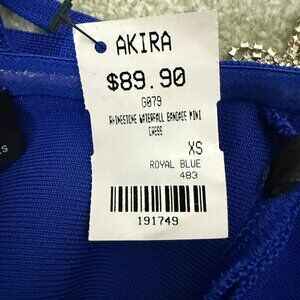 AKIRA
$89.90
G079
RHINESTONE WATERFALL BANDAGE MINI
DRESS
XS
ROYAL BLUE
483
191749